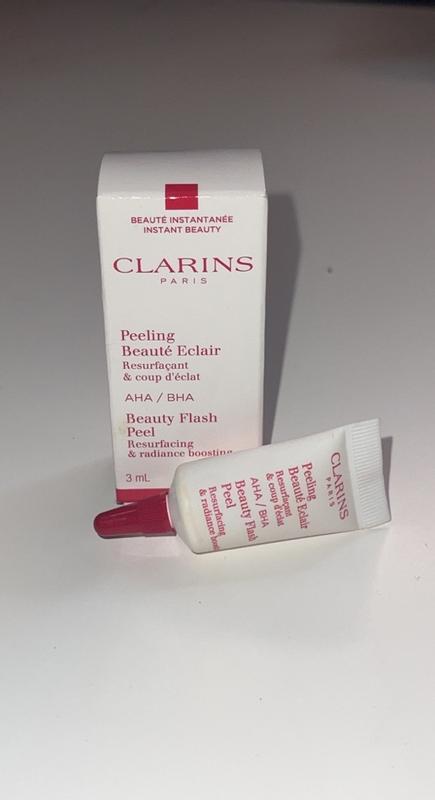 BEAUTÉ INSTANTANÉE
INSTANT BEAUTY
CLARINS
PARIS
Peeling
Beauté Eclair
Resurfaçant
& coup d'éclat
AHA / BHA
Beauty Flash
Peel
Resurfacing
& radiance boosting
3 mL
CLARINS
PARIS
Peeling
Beauté Eclair
Resurfaçant
& coup d'éclat
AHA / BHA
Beauty Flash
Peel
Resurfacing
& radiance